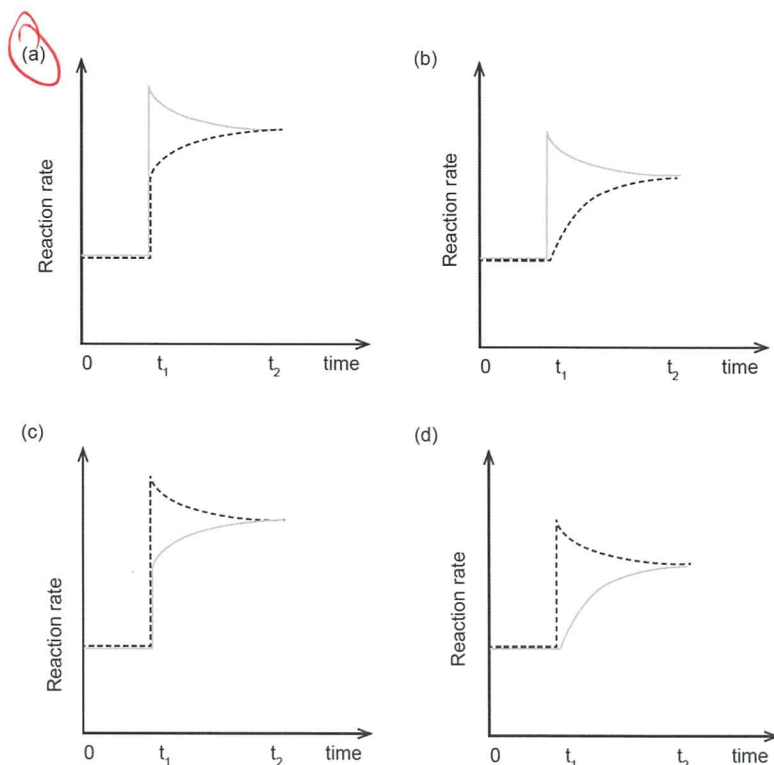 (a)
(b)
Reaction rate
Reaction rate
0 t₁ t₂ time
0 t₁ t₂ time
(c)
(d)
Reaction rate
Reaction rate
0 t₁ t₂ time
0 t₁ t₂ time